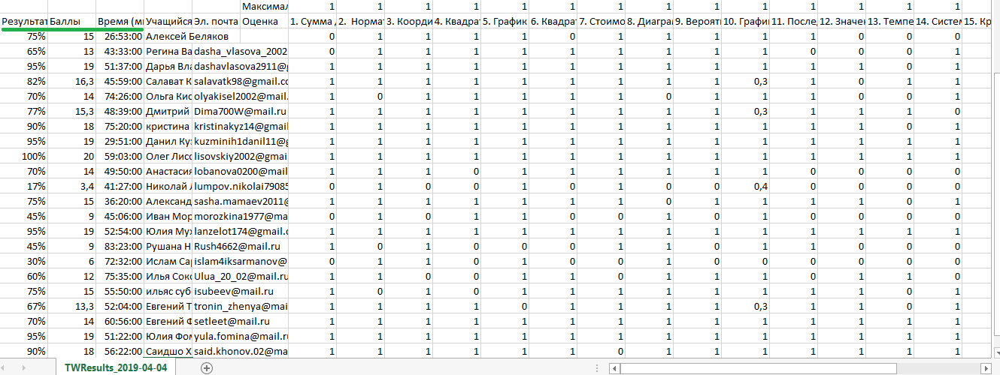 Максимал 1 1 1 1 1 1 1 1 1 1 1 1 1 1
Результат Баллы Время (м Учащийся Эл. почта Оценка 1. Сумма 2. Нормат 3. Коорди 4. Квадрат 5. График 6. Квадрат 7. Стоимо 8. Диаграм 9. Вероят 10. Графи 11. После 12. Значен 13. Темпе 14. Систем 15. Кр
75% 15 26:53:00 Алексей Беляков 0 1 1 1 1 0 1 1 1 1 1 0 0 0
65% 13 43:33:00 Регина Ва dasha_vlasova_2002 0 1 1 1 1 1 1 1 1 1 0 0 0 1
95% 19 51:37:00 Дарья Вла dashavlasova2911@g 1 1 1 1 1 1 1 1 1 1 1 1 0 1
82% 16,3 45:59:00 Салават К salavatk98@gmail.co 1 1 1 1 1 1 1 1 1 0,3 1 0 1 1
70% 14 74:26:00 Ольга Кис olyakisel2002@mail. 1 0 1 1 1 1 1 0 1 1 1 0 0 1
77% 15,3 48:39:00 Дмитрий Dima700W@mail.ru 1 1 1 1 1 1 1 1 1 0,3 1 1 1 0
90% 18 75:20:00 кристина kristinakyz14@gmail 1 1 1 1 1 1 1 1 1 1 1 1 0 1
95% 19 29:51:00 Данил Куз kuzminih1danil11@g 1 1 1 1 1 1 1 1 1 1 1 1 1 1
100% 20 59:03:00 Олег Лисо lisovskiy2002@gmai 1 1 1 1 1 1 1 1 1 1 1 1 1 1
70% 14 49:50:00 Анастасия lobanova0200@mail 1 1 1 0 1 1 1 1 1 1 1 0 0 0
17% 3,4 41:27:00 Николай Л lumpov.nikolai79085 0 1 0 0 1 0 1 0 0 0,4 0 0 0 0
75% 15 36:20:00 Александ sasha.mamaev2011@ 1 1 1 1 1 1 1 0 1 1 1 1 0 1
45% 9 45:06:00 Иван Мор morozkina1977@ma 0 1 1 0 1 1 1 1 0 1 1 0 0 0
95% 19 52:54:00 Юлия Мух lanzelot174@gmail.c 1 1 1 1 1 1 1 1 1 1 1 1 1 1
45% 9 83:23:00 Рушана Н Rush4662@mail.ru 1 0 1 0 0 0 1 1 0 1 1 0 0 0
30% 6 72:32:00 Ислам Сар islam4iksarmanov@ 0 1 1 0 1 0 0 1 0 0 0 0 0 0
60% 12 75:35:00 Илья Соко Ulua_20_02@mail.ru 1 1 0 0 1 1 0 1 1 1 1 1 0 0
75% 15 55:50:00 ильяс субе isubeev@mail.ru 1 0 1 0 1 1 1 1 1 1 1 1 0 1
67% 13,3 52:04:00 Евгений Т tronin_zhenya@mai 1 1 1 1 0 1 1 1 1 0,3 1 1 0 1
70% 14 60:56:00 Евгений Ф setleet@mail.ru 1 1 1 1 1 1 1 1 1 1 1 1 1 1
95% 19 51:22:00 Юлия Фом yula.fomina@mail.ru 1 1 1 1 1 1 1 1 1 1 1 1 1 1
90% 18 56:22:00 Саидшо Х said.khonov.02@ma 1 1 1 1 1 1 0 1 1 1 1 1 1 1
TWResults_2019-04-04